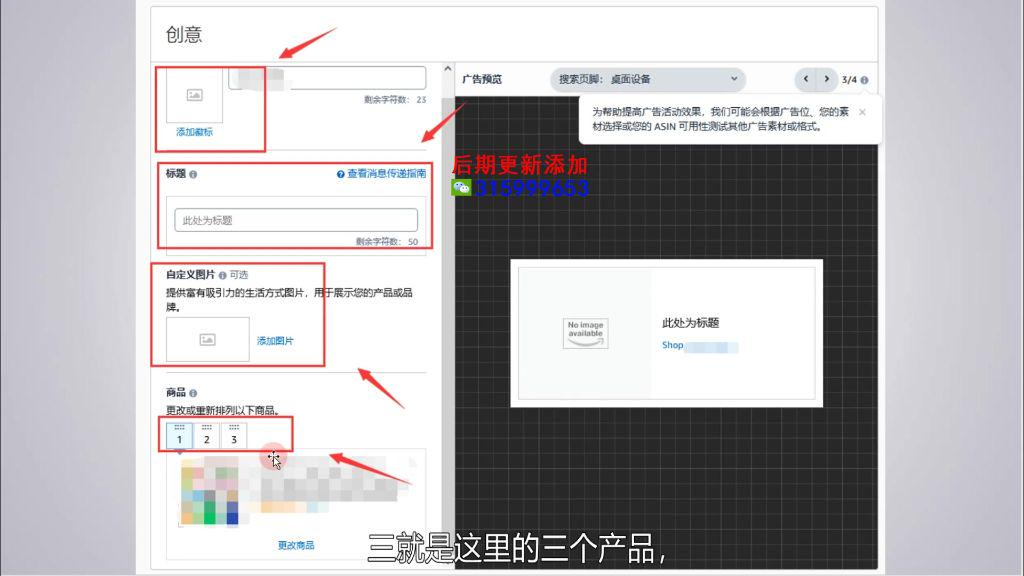 创意
剩余字符数： 23
添加徽标
标题
查看消息传递指南
此处为标题
剩余字符数： 50
自定义图片 可选
提供富有吸引力的生活方式图片，用于展示您的产品或品
牌。
添加图片
商品
更改或重新排列以下商品。
1 2 3
更改商品
广告预览
搜索页脚： 桌面设备
3/4
为帮助提高广告活动效果，我们可能会根据广告位、您的素
材选择或您的 ASIN 可用性测试其他广告素材或格式。
后期更新添加
315999653
No image
available
此处为标题
Shop
三就是这里的三个产品，